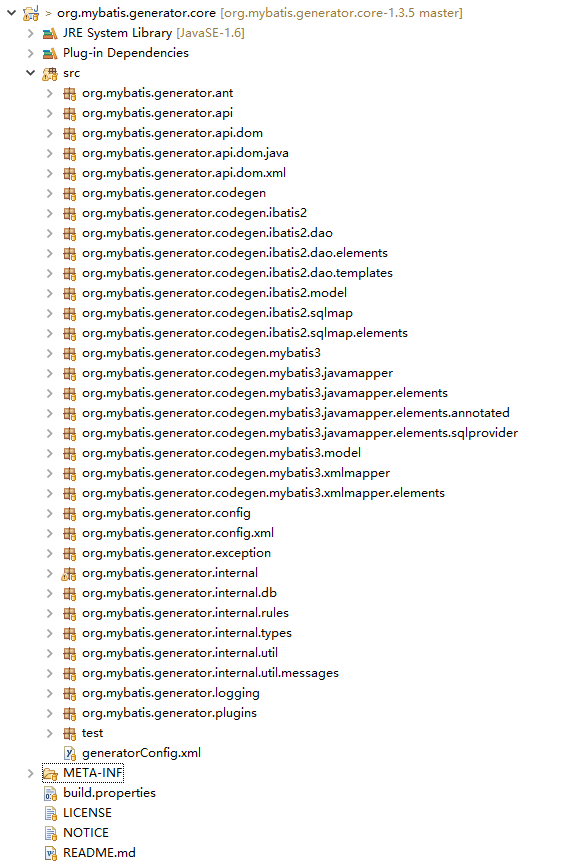 > org.mybatis.generator.core [org.mybatis.generator.core-1.3.5 master]
JRE System Library [JavaSE-1.6]
Plug-in Dependencies
src
org.mybatis.generator.ant
org.mybatis.generator.api
org.mybatis.generator.api.dom
org.mybatis.generator.api.dom.java
org.mybatis.generator.api.dom.xml
org.mybatis.generator.codegen
org.mybatis.generator.codegen.ibatis2
org.mybatis.generator.codegen.ibatis2.dao
org.mybatis.generator.codegen.ibatis2.dao.elements
org.mybatis.generator.codegen.ibatis2.dao.templates
org.mybatis.generator.codegen.ibatis2.model
org.mybatis.generator.codegen.ibatis2.sqlmap
org.mybatis.generator.codegen.ibatis2.sqlmap.elements
org.mybatis.generator.codegen.mybatis3
org.mybatis.generator.codegen.mybatis3.javamapper
org.mybatis.generator.codegen.mybatis3.javamapper.elements
org.mybatis.generator.codegen.mybatis3.javamapper.elements.annotated
org.mybatis.generator.codegen.mybatis3.javamapper.elements.sqlprovider
org.mybatis.generator.codegen.mybatis3.model
org.mybatis.generator.codegen.mybatis3.xmlmapper
org.mybatis.generator.codegen.mybatis3.xmlmapper.elements
org.mybatis.generator.config
org.mybatis.generator.config.xml
org.mybatis.generator.exception
org.mybatis.generator.internal
org.mybatis.generator.internal.db
org.mybatis.generator.internal.rules
org.mybatis.generator.internal.types
org.mybatis.generator.internal.util
org.mybatis.generator.internal.util.messages
org.mybatis.generator.logging
org.mybatis.generator.plugins
test
generatorConfig.xml
META-INF
build.properties
LICENSE
NOTICE
README.md